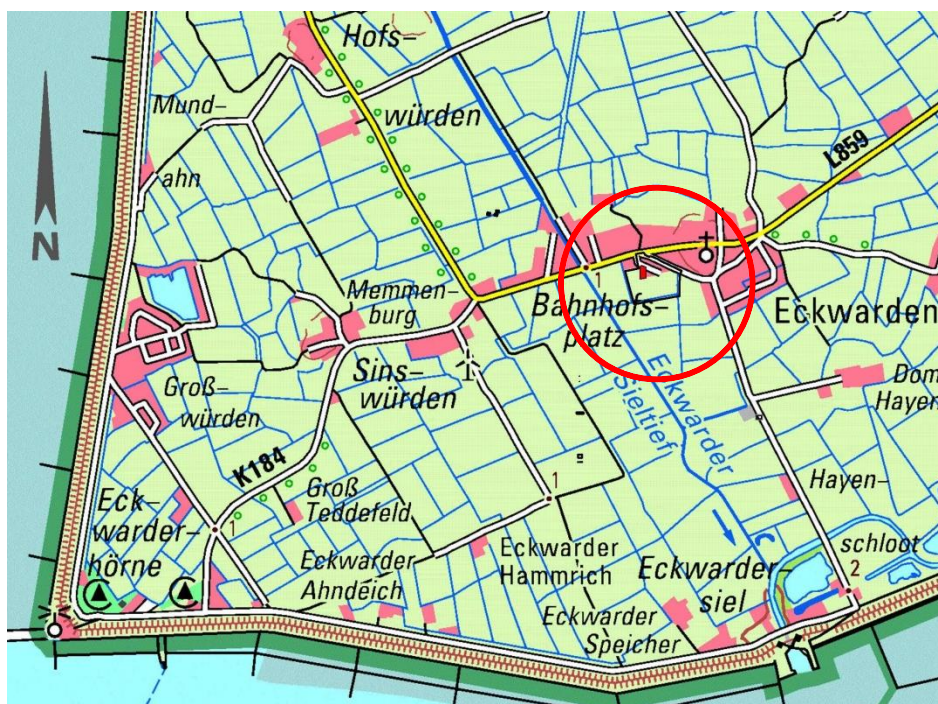 Hofs-
würden
Mund-
ahn
N
L859
1
Memmen-
burg
Bahnhofs-
platz
Eckwarden
Sins-
würden
Groß-
würden
Eckwarder
Sieltief
Dom
Hayen
K184
Groß
Teddefeld
1
Hayen-
schloot
2
Eck-
warder-
hörne
1
Eckwarder
Ahndeich
Eckwarder
Hammrich
Eckwarder
siel
Eckwarder
Speicher